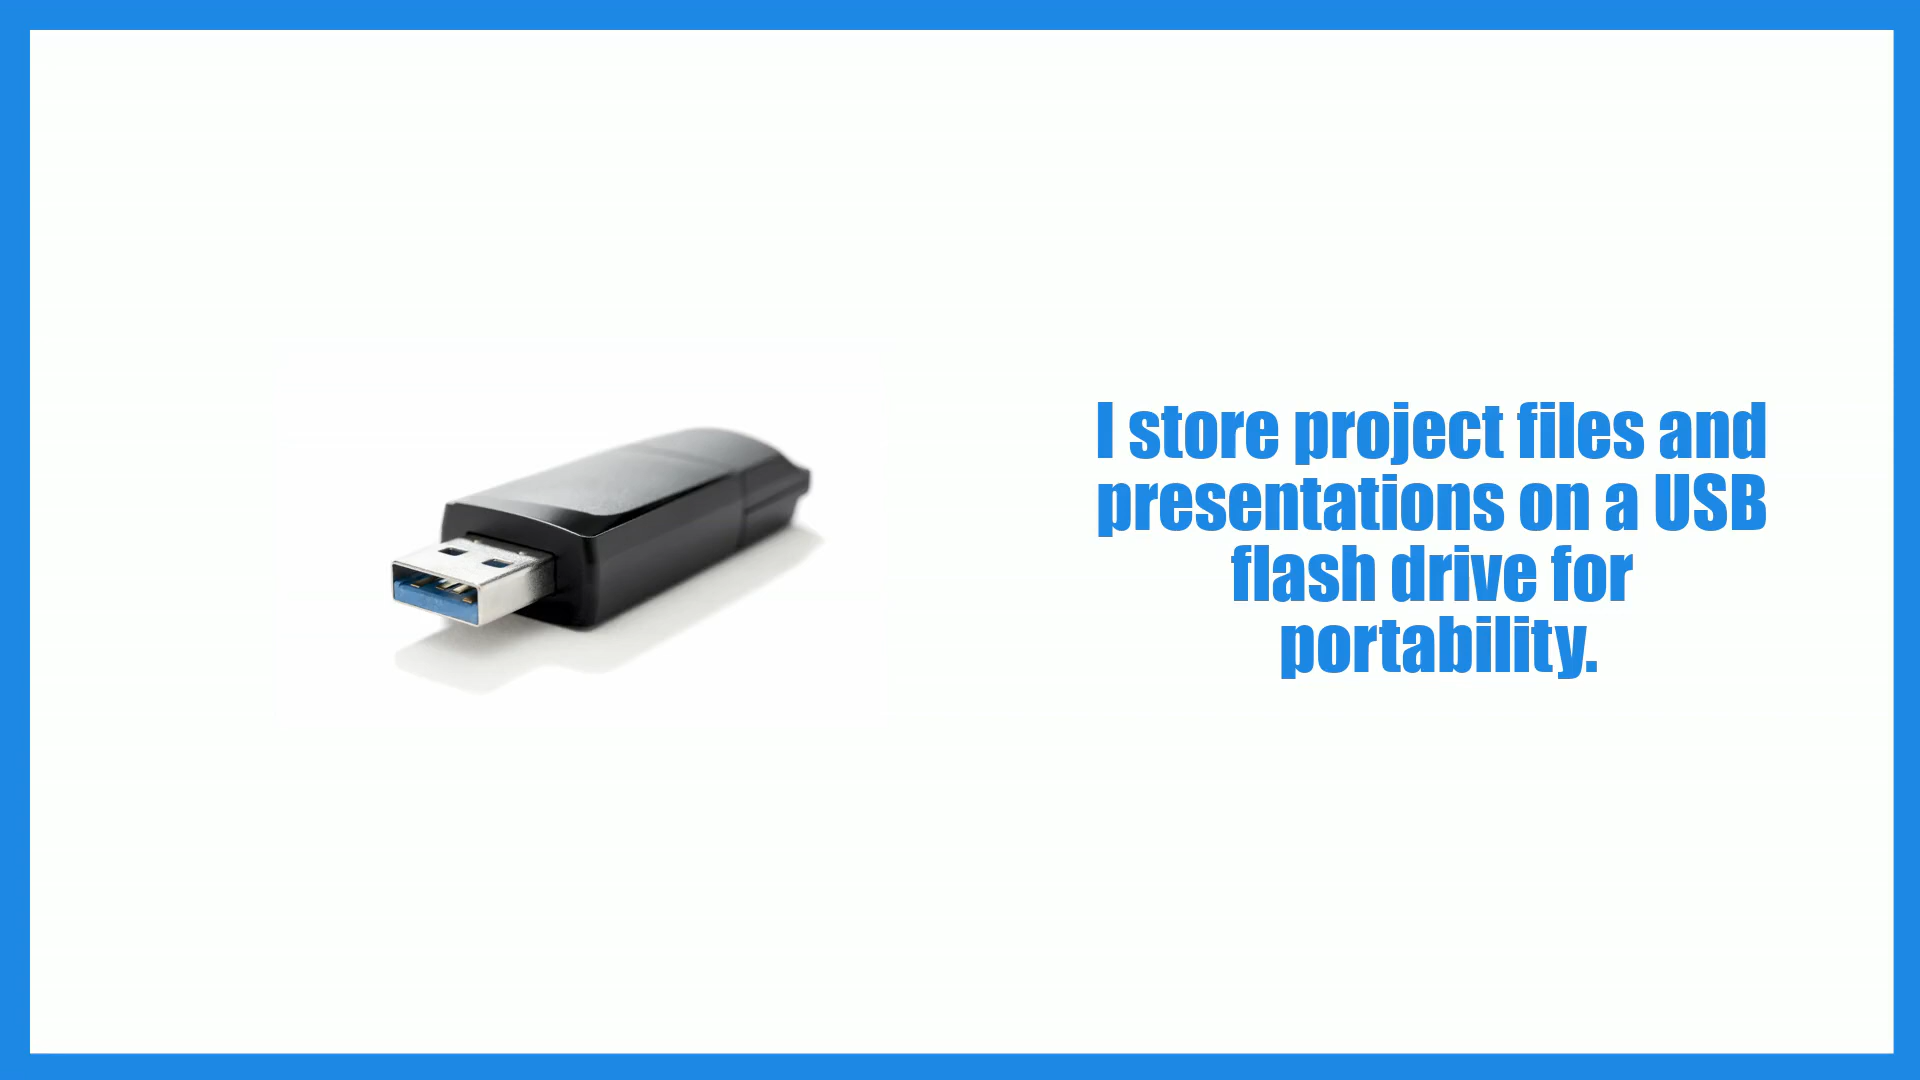 I store project files and
presentations on a USB
flash drive for
portability.